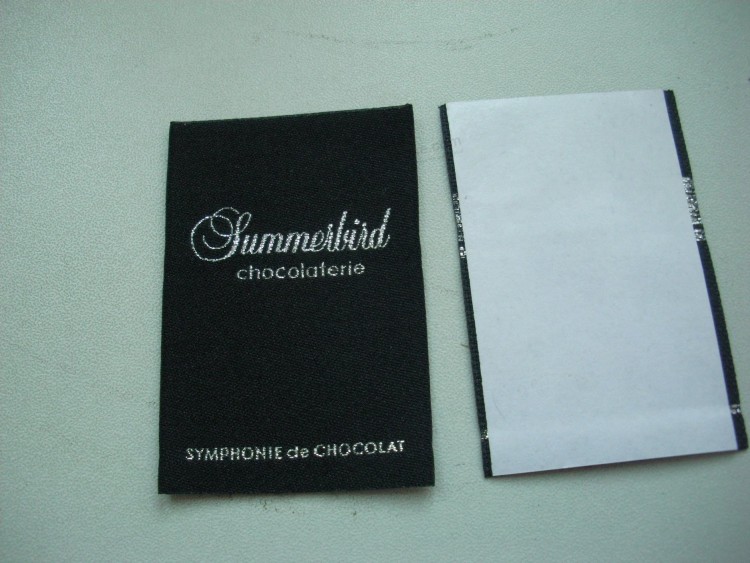 Summerbird
chocolaterie
SYMPHONIE de CHOCOLAT